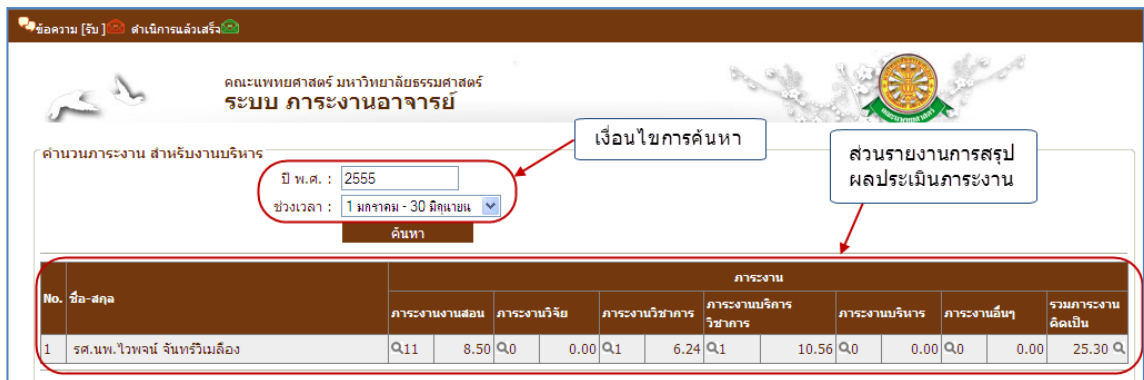 ข้อความ [รับ ] ดำเนินการแล้วเสร็จ
คณะแพทยศาสตร์ มหาวิทยาลัยธรรมศาสตร์
ระบบ ภาระงานอาจารย์
เงื่อนไขการค้นหา
ส่วนรายงานการสรุป
ผลประเมินภาระงาน
คำนวนภาระงาน สำหรับงานบริหาร
ปี พ.ศ. : 2555
ช่วงเวลา : 1 มกราคม - 30 มิถุนายน
ค้นหา
ภาระงาน
No. ชื่อ-สกุล ภาระงานงานสอน ภาระงานวิจัย ภาระงานวิชาการ ภาระงานบริการ
วิชาการ ภาระงานบริหาร ภาระงานอื่นๆ รวมภาระงาน
คิดเป็น
1 รศ.นพ.ไวพจน์ จันทร์วิเมลือง 11 8.50 0 0.00 1 6.24 1 10.56 0 0.00 0 0.00 25.30